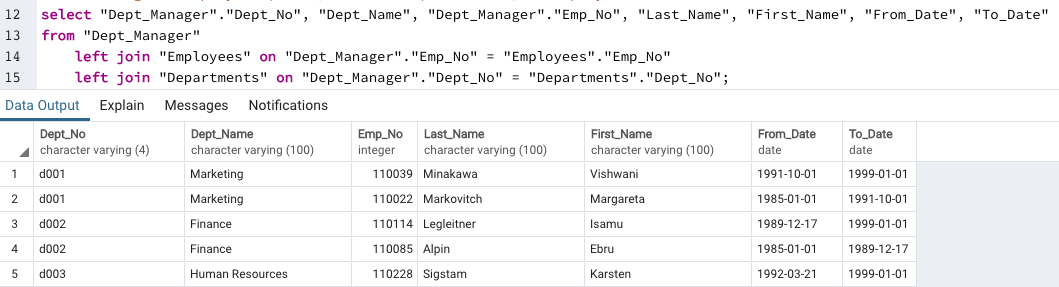 12 select "Dept_Manager"."Dept_No", "Dept_Name", "Dept_Manager"."Emp_No", "Last_Name", "First_Name", "From_Date", "To_Date"
13 from "Dept_Manager"
14 left join "Employees" on "Dept_Manager"."Emp_No" = "Employees"."Emp_No"
15 left join "Departments" on "Dept_Manager"."Dept_No" = "Departments"."Dept_No";
Data Output Explain Messages Notifications
Dept_No Dept_Name Emp_No Last_Name First_Name From_Date To_Date
character varying (4) character varying (100) integer character varying (100) character varying (100) date date
1 d001 Marketing 110039 Minakawa Vishwani 1991-10-01 1999-01-01
2 d001 Marketing 110022 Markovitch Margareta 1985-01-01 1991-10-01
3 d002 Finance 110114 Legleitner Isamu 1989-12-17 1999-01-01
4 d002 Finance 110085 Alpin Ebru 1985-01-01 1989-12-17
5 d003 Human Resources 110228 Sigstam Karsten 1992-03-21 1999-01-01